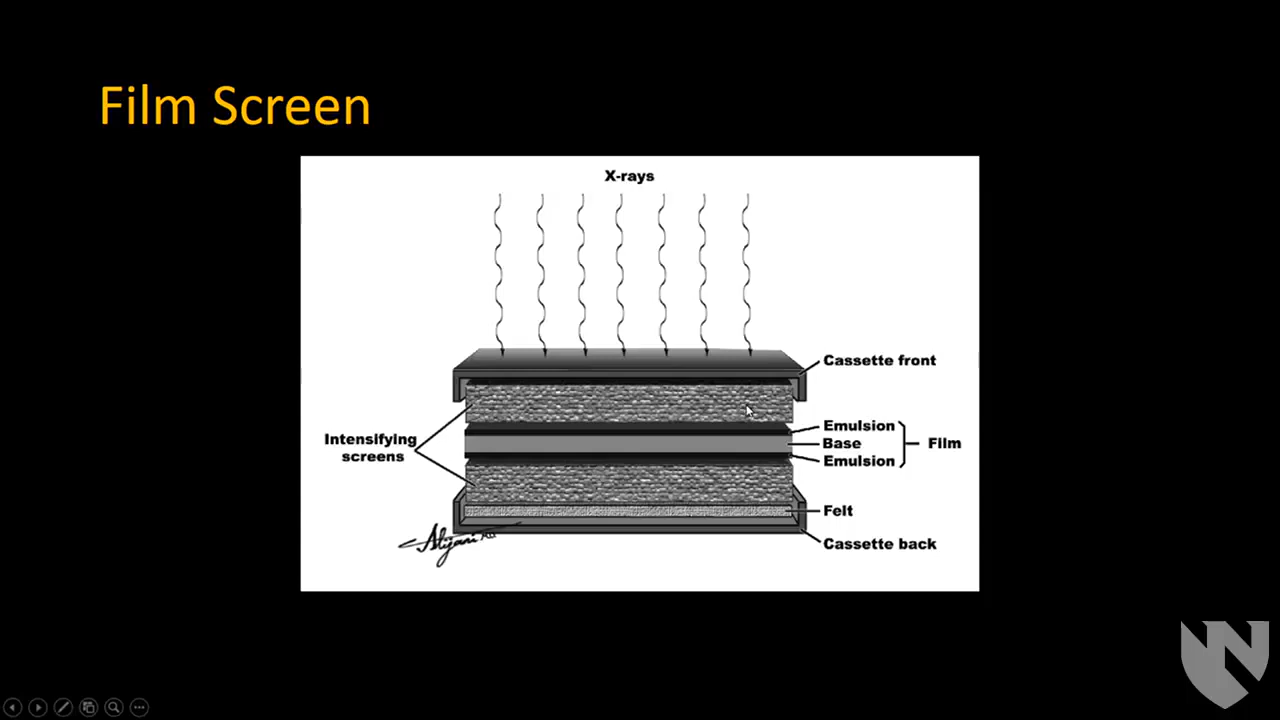 Film Screen
X-rays
Cassette front
Intensifying
screens
Emulsion
Base
Emulsion
Film
Felt
Cassette back